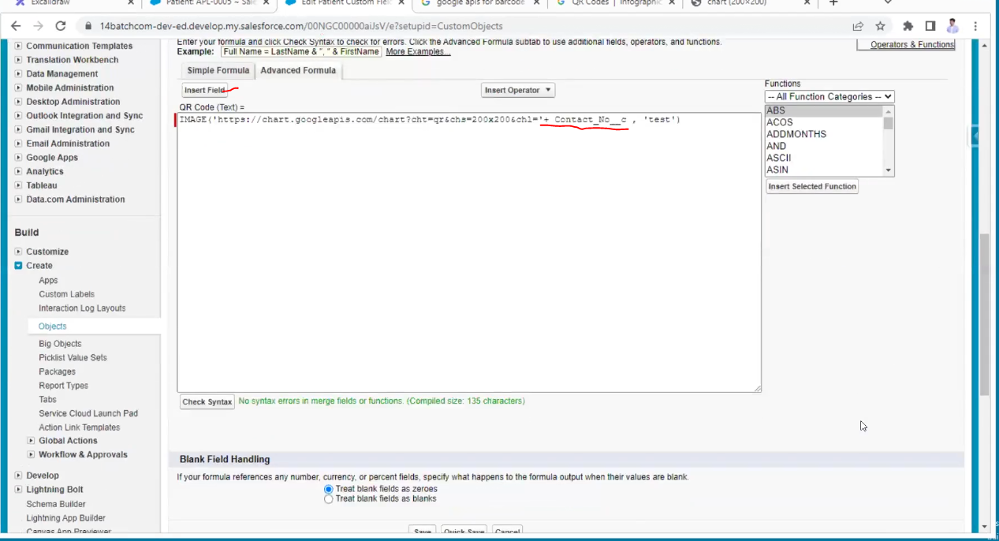 Excalidraw
Patient: APL-0005 ~ Sale
Edit Patient Custom Fiel
google apis for barcode
QR Codes | Infographic
chart (200×200)
14batchcom-dev-ed.develop.my.salesforce.com/00NGC00000aiJsV/e?setupid=CustomObjects
Communication Templates
Translation Workbench
Data Management
Mobile Administration
Desktop Administration
Outlook Integration and Sync
Gmail Integration and Sync
Email Administration
Google Apps
Analytics
Tableau
Data.com Administration
Build
Customize
Create
Apps
Custom Labels
Interaction Log Layouts
Objects
Big Objects
Picklist Value Sets
Packages
Report Types
Tabs
Service Cloud Launch Pad
Action Link Templates
Global Actions
Workflow & Approvals
Develop
Lightning Bolt
Schema Builder
Lightning App Builder
Canvas App Previewer
Enter your formula and click Check Syntax to check for errors. Click the Advanced Formula subtab to use additional fields, operators, and functions.
Example: Full Name = LastName & ", " & FirstName More Examples...
Operators & Functions
Simple Formula Advanced Formula
Insert Field Insert Operator
QR Code (Text) =
IMAGE('https://chart.googleapis.com/chart?cht=qr&chs=200x200&chl='+ Contact_No__c , 'test')
Functions
-- All Function Categories --
ABS
ACOS
ADDMONTHS
AND
ASCII
ASIN
Insert Selected Function
Check Syntax No syntax errors in merge fields or functions. (Compiled size: 135 characters)
Blank Field Handling
If your formula references any number, currency, or percent fields, specify what happens to the formula output when their values are blank.
Treat blank fields as zeroes
Treat blank fields as blanks
Save Quick Save Cancel